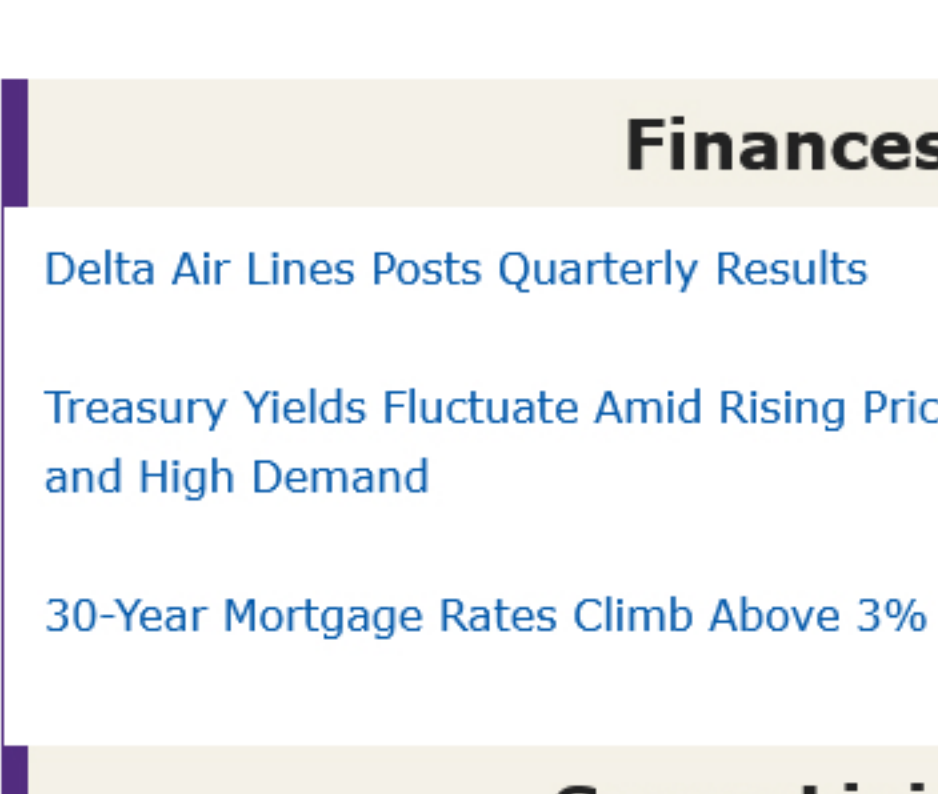 Finances
Delta Air Lines Posts Quarterly Results
Treasury Yields Fluctuate Amid Rising
and High Demand
30-Year Mortgage Rates Climb Above 3%